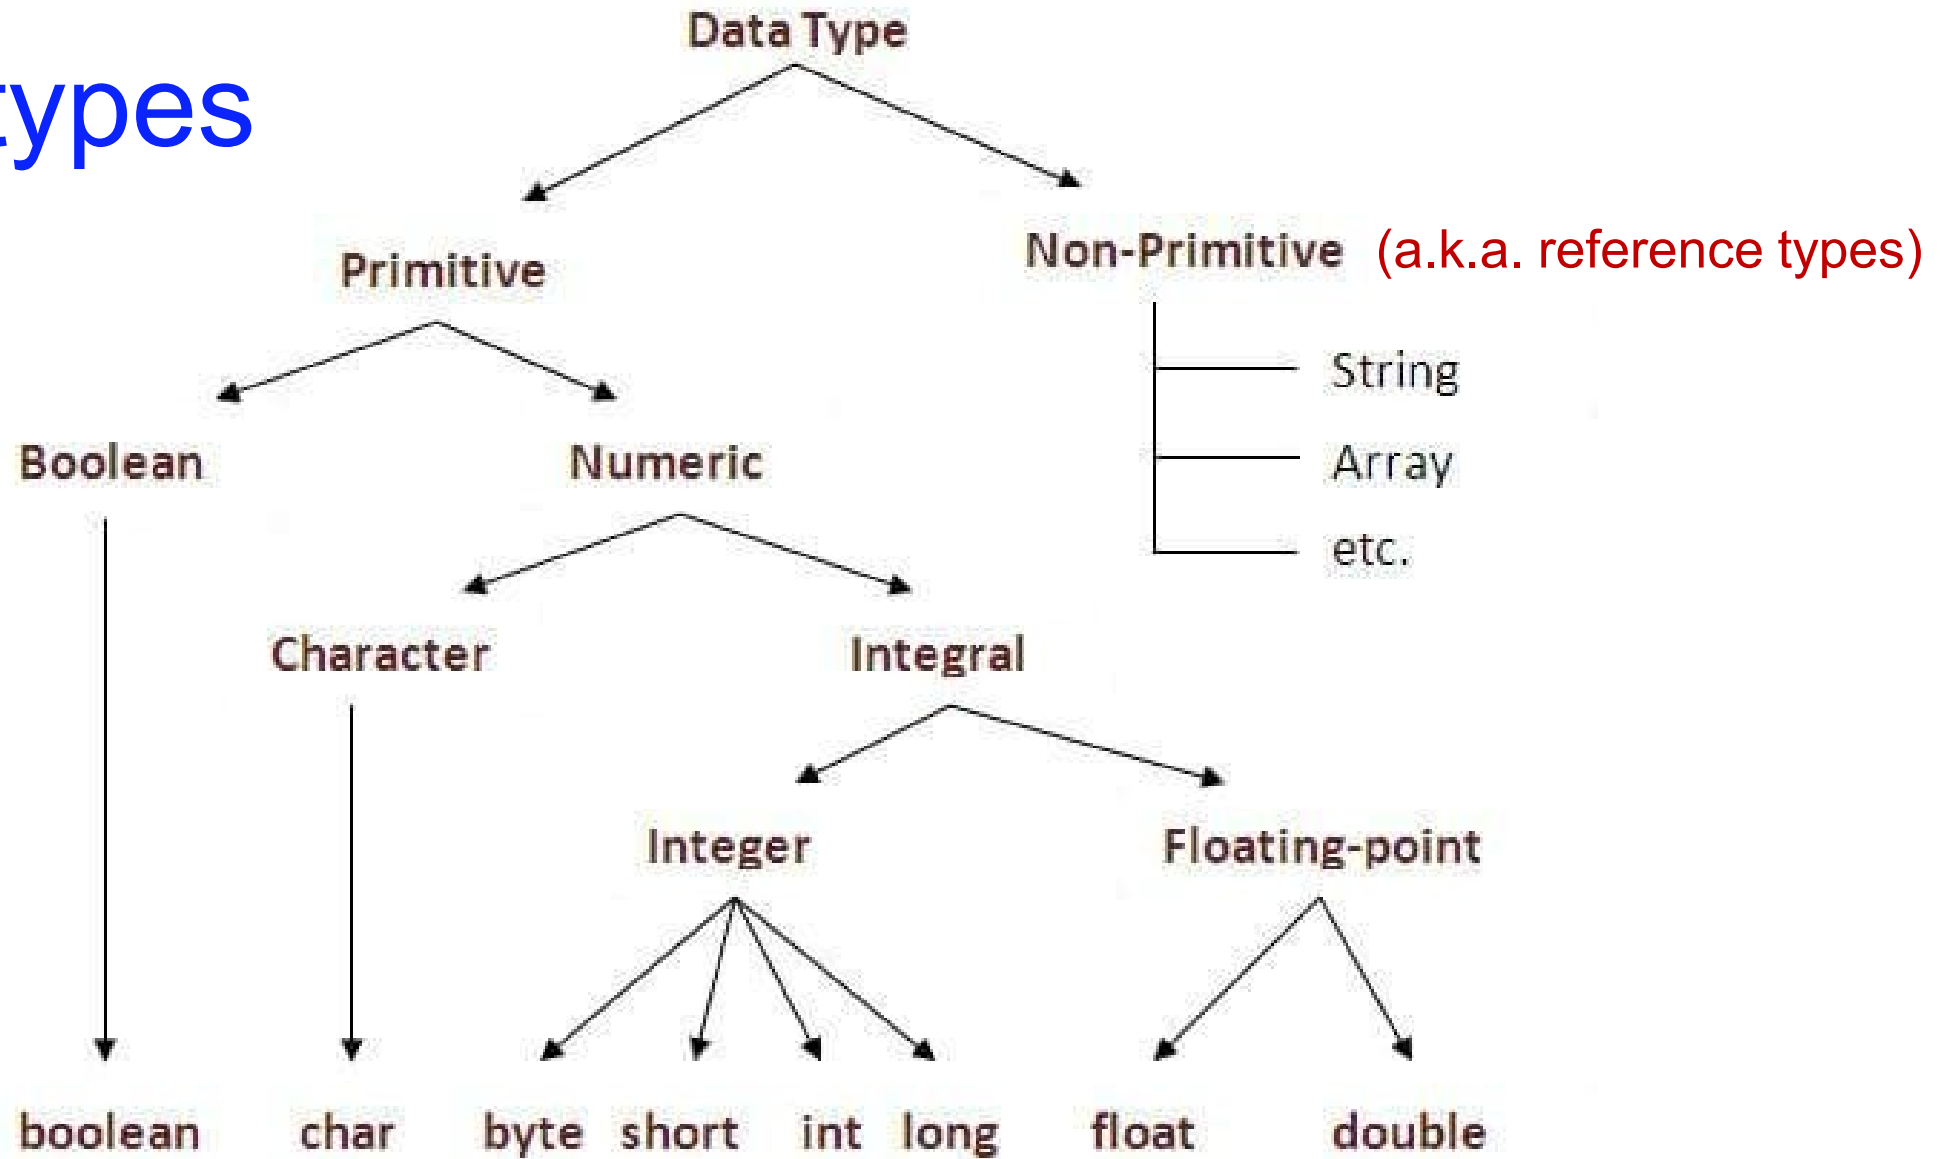 Data Type
types
Primitive
Non-Primitive (a.k.a. reference types)
String
Boolean
Numeric
Array
etc.
Character
Integral
Integer
Floating-point
boolean char byte short int long float double